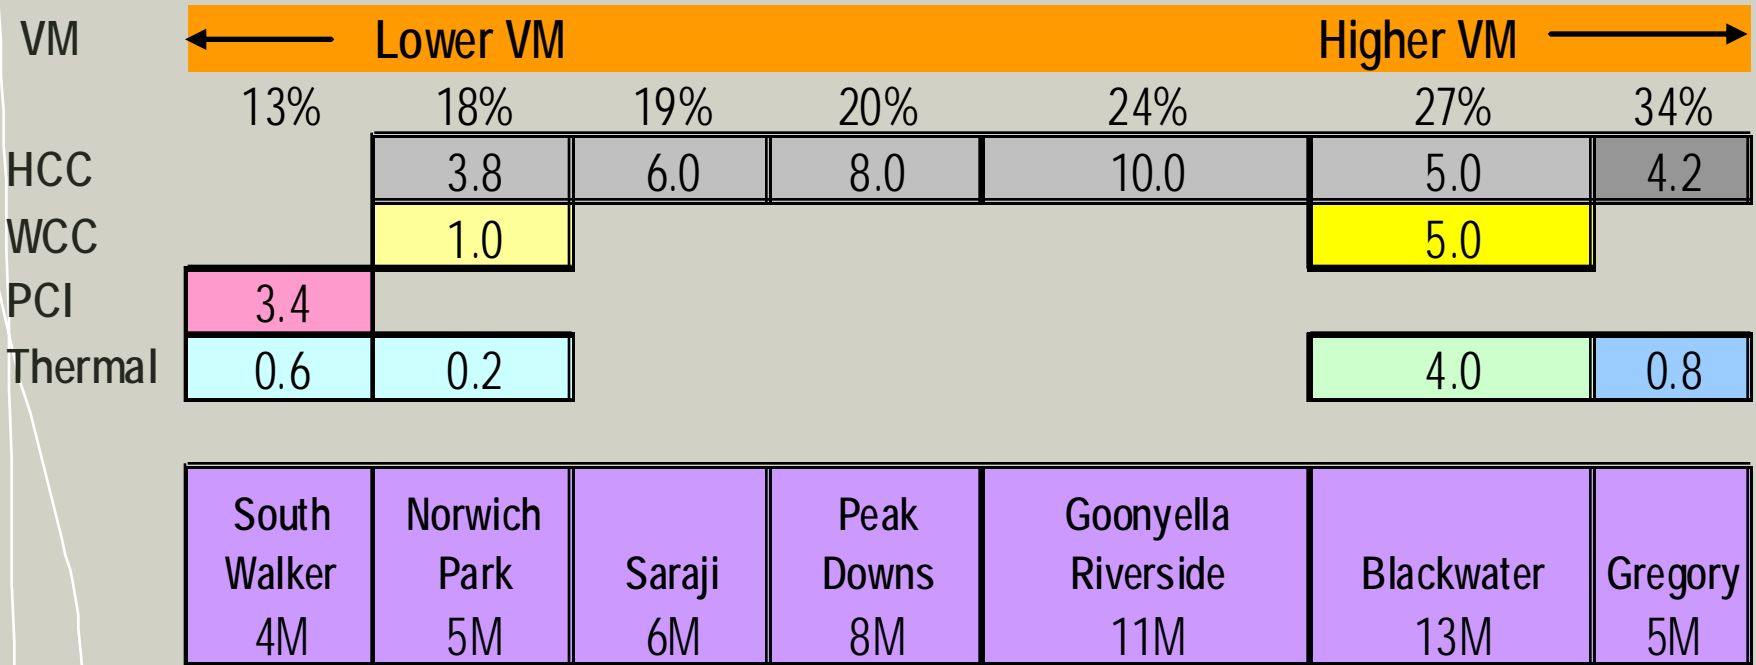 VM Lower VM Higher VM
13% 18% 19% 20% 24% 27% 34%
HCC 3.8 6.0 8.0 10.0 5.0 4.2
WCC 1.0 5.0
PCI 3.4
Thermal 0.6 0.2 4.0 0.8
South Norwich Peak Goonyella
Walker Park Saraji Downs Riverside Blackwater Gregory
4M 5M 6M 8M 11M 13M 5M